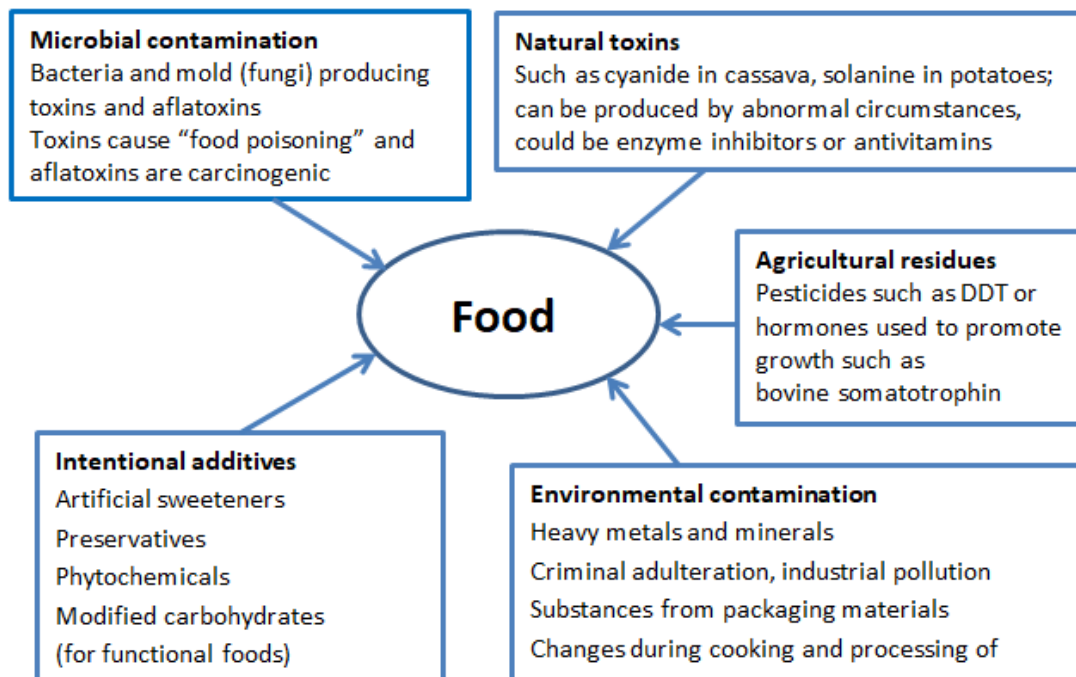 Microbial contamination
Bacteria and mold (fungi) producing
toxins and aflatoxins
Toxins cause “food poisoning” and
aflatoxins are carcinogenic
Natural toxins
Such as cyanide in cassava, solanine in potatoes;
can be produced by abnormal circumstances,
could be enzyme inhibitors or antivitamins
Food
Agricultural residues
Pesticides such as DDT or
hormones used to promote
growth such as
bovine somatotrophin
Intentional additives
Artificial sweeteners
Preservatives
Phytochemicals
Modified carbohydrates
(for functional foods)
Environmental contamination
Heavy metals and minerals
Criminal adulteration, industrial pollution
Substances from packaging materials
Changes during cooking and processing of